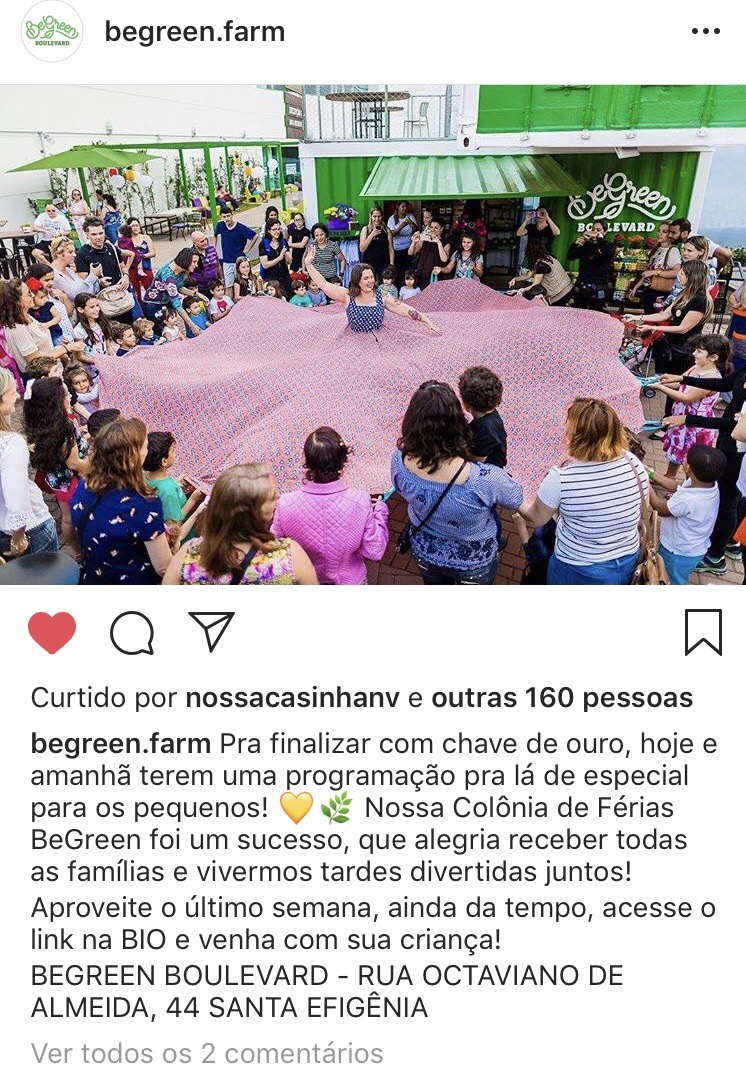 BeGreen
BOULEVARD
begreen.farm
BeGreen
BOULEVARD
Curtido por nossacasinhanv e outras 160 pessoas
begreen.farm Pra finalizar com chave de ouro, hoje e
amanhã terem uma programação pra lá de especial
para os pequenos! 💛🌿 Nossa Colônia de Férias
BeGreen foi um sucesso, que alegria receber todas
as famílias e vivermos tardes divertidas juntos!
Aproveite o último semana, ainda da tempo, acesse o
link na BIO e venha com sua criança!
BEGREEN BOULEVARD - RUA OCTAVIANO DE
ALMEIDA, 44 SANTA EFIGÊNIA
Ver todos os 2 comentários